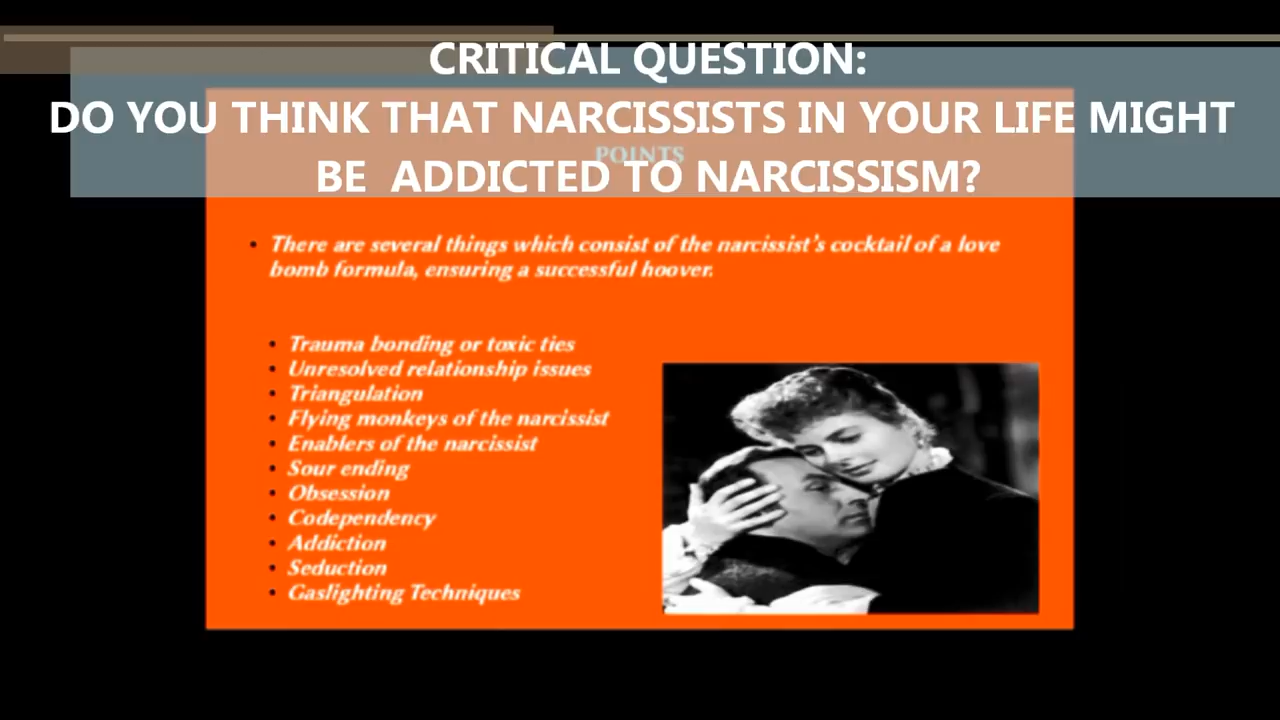 CRITICAL QUESTION:
DO YOU THINK THAT NARCISSISTS IN YOUR LIFE MIGHT
POINTS
BE ADDICTED TO NARCISSISM?
• There are several things which consist of the narcissist's cocktail of a love
bomb formula, ensuring a successful hoover.
• Trauma bonding or toxic ties
• Unresolved relationship issues
• Triangulation
• Flying monkeys of the narcissist
• Enablers of the narcissist
• Sour ending
• Obsession
• Codependency
• Addiction
• Seduction
• Gaslighting Techniques